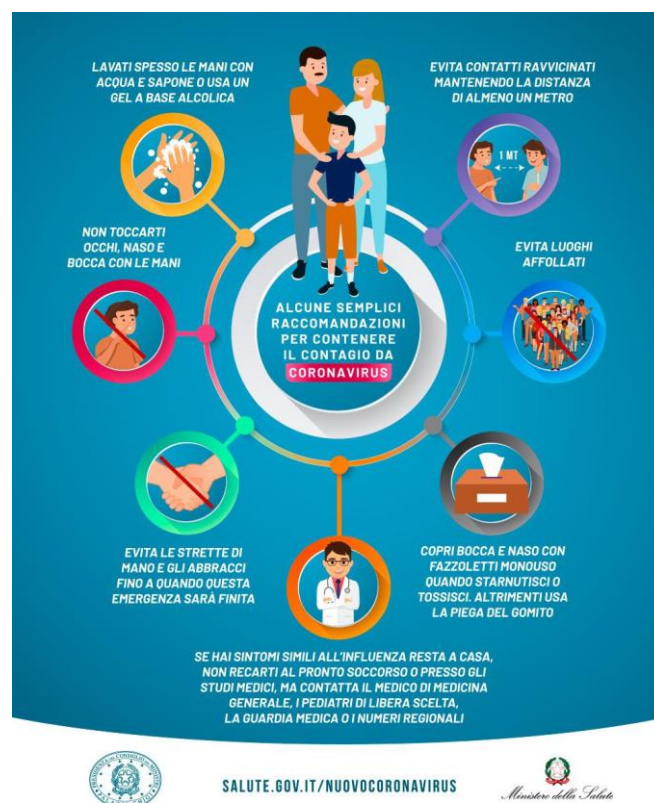 LAVATI SPESSO LE MANI CON
ACQUA E SAPONE O USA UN
GEL A BASE ALCOLICA
EVITA CONTATTI RAVVICINATI
MANTENENDO LA DISTANZA
DI ALMENO UN METRO
1 MT
NON TOCCARTI
OCCHI, NASO E
BOCCA CON LE MANI
EVITA LUOGHI
AFFOLLATI
ALCUNE SEMPLICI
RACCOMANDAZIONI
PER CONTENERE
IL CONTAGIO DA
CORONAVIRUS
EVITA LE STRETTE DI
MANO E GLI ABBRACCI
FINO A QUANDO QUESTA
EMERGENZA SARÀ FINITA
COPRI BOCCA E NASO CON
FAZZOLETTI MONOUSO
QUANDO STARNUTISCI O
TOSSISCI. ALTRIMENTI USA
LA PIEGA DEL GOMITO
SE HAI SINTOMI SIMILI ALL'INFLUENZA RESTA A CASA,
NON RECARTI AL PRONTO SOCCORSO O PRESSO GLI
STUDI MEDICI, MA CONTATTA IL MEDICO DI MEDICINA
GENERALE, I PEDIATRI DI LIBERA SCELTA,
LA GUARDIA MEDICA O I NUMERI REGIONALI
SALUTE.GOV.IT/NUOVOCORONAVIRUS
Ministero della Salute